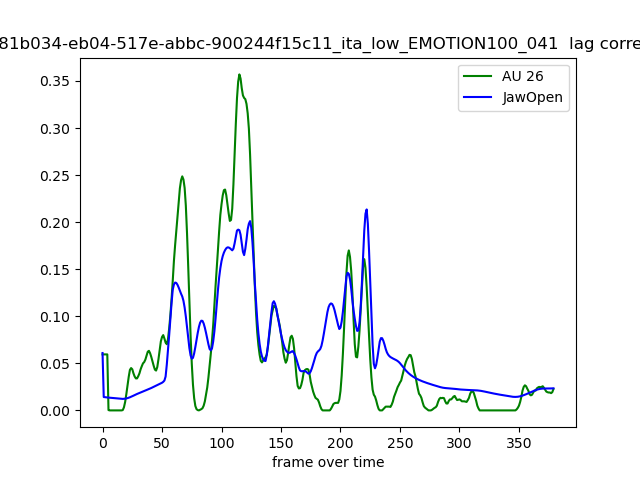 81b034-eb04-517e-abbc-900244f15c11_ita_low_EMOTION100_041 lag corre
AU 26
JawOpen
0.35
0.30
0.25
0.20
0.15
0.10
0.05
0.00
0 50 100 150 200 250 300 350
frame over time